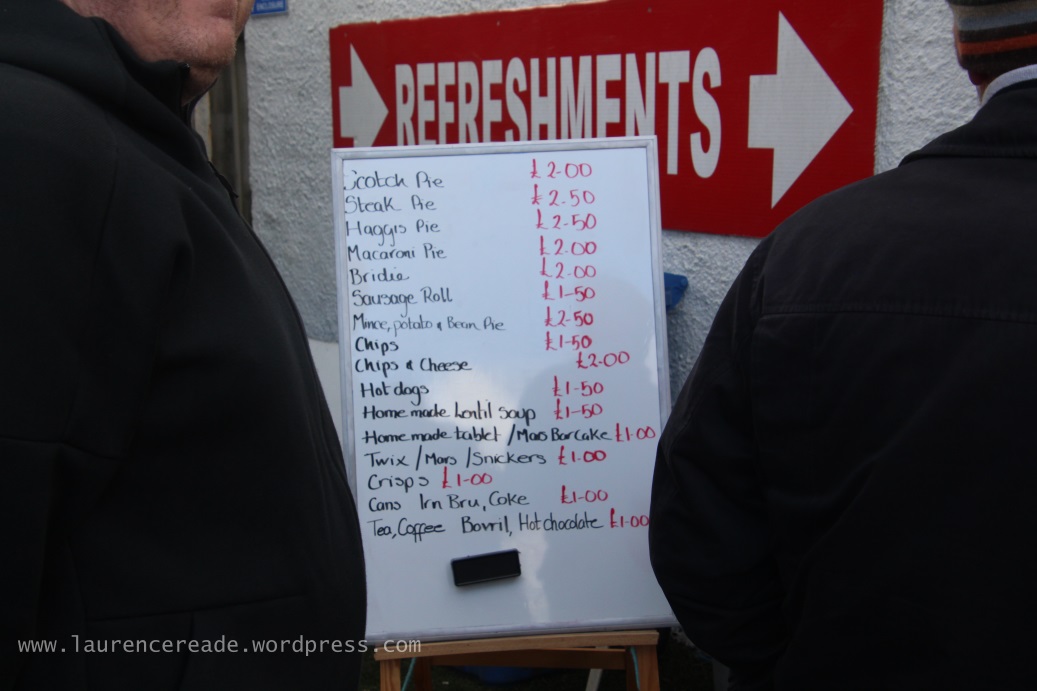 ENCLOSURE
REFRESHMENTS
Scotch Pie £2.00
Steak Pie £2.50
Haggis Pie £2-50
Macaroni Pie £2.00
Bridie £2.00
Sausage Roll £1-50
Mince, potato & Bean Pie £2-50
Chips £1-50
Chips & Cheese £2-00
Hot dogs £1-50
Home made Lentil soup £1-50
Home made tablet / Mars Bar Cake £1-00
Twix / Mars / Snickers £1-00
Crisps £1-00
Cans Irn Bru, Coke £1-00
Tea, Coffee Bovril, Hot chocolate £1-00
www.laurencereade.wordpress.com